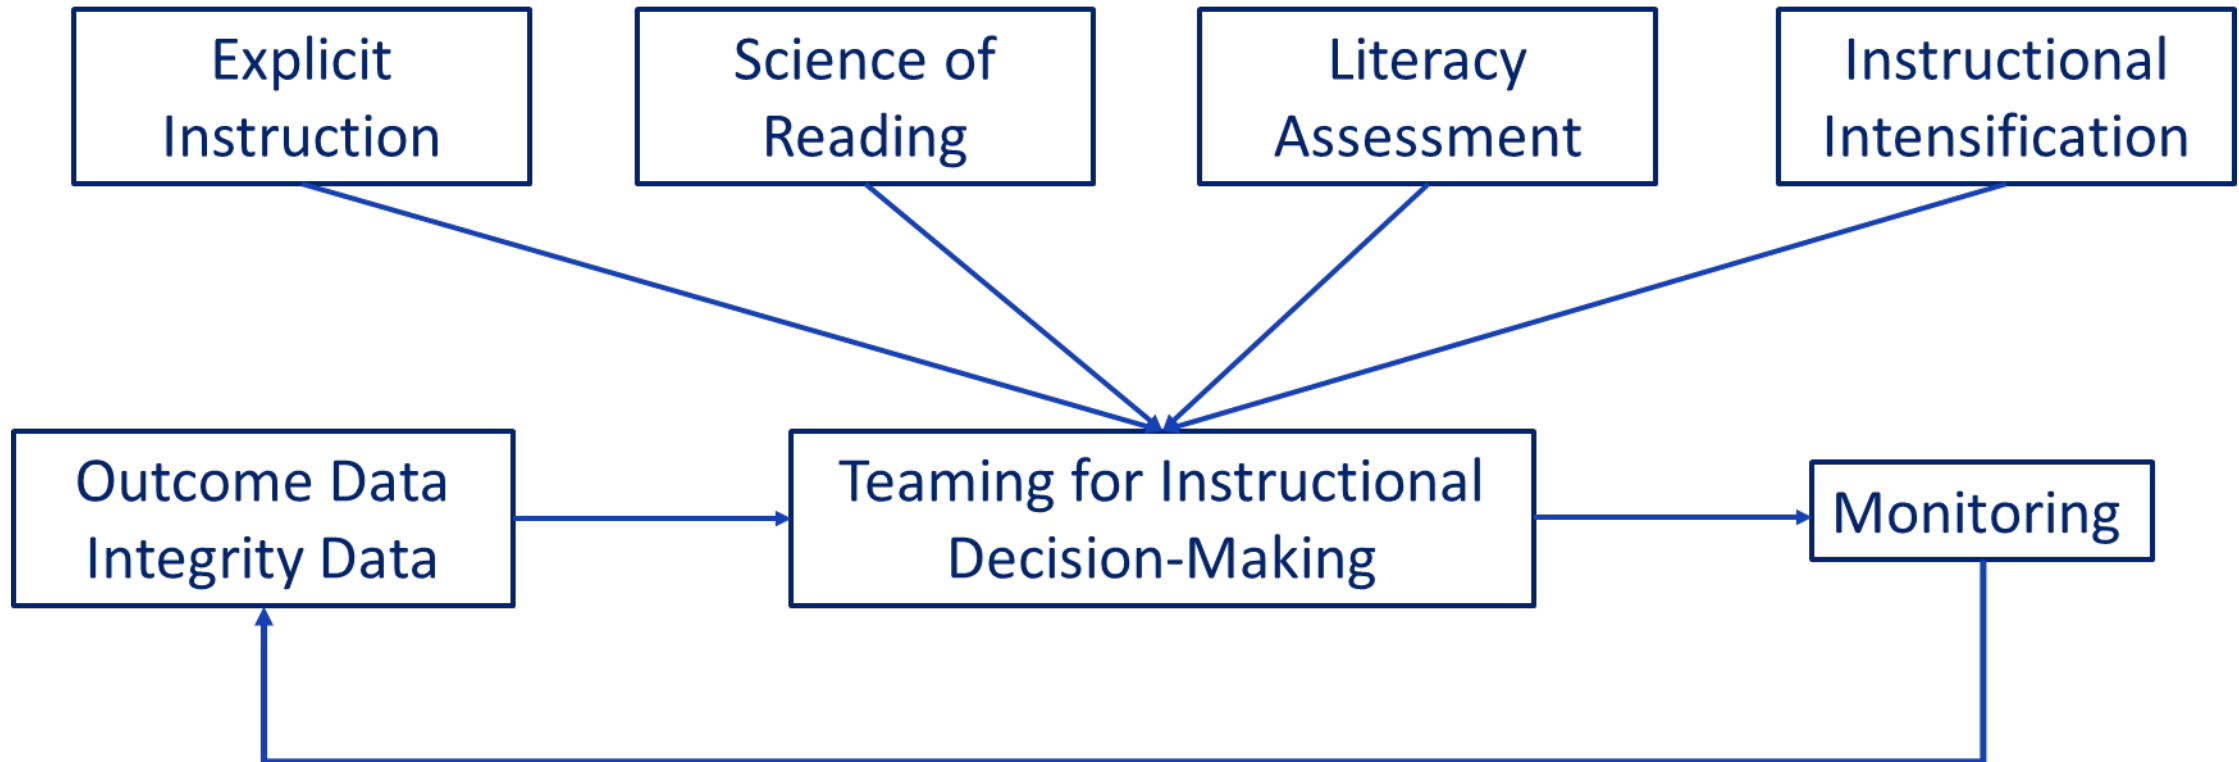 Explicit
Instruction
Science of
Reading
Literacy
Assessment
Instructional
Intensification
Outcome Data
Integrity Data
Teaming for Instructional
Decision-Making
Monitoring